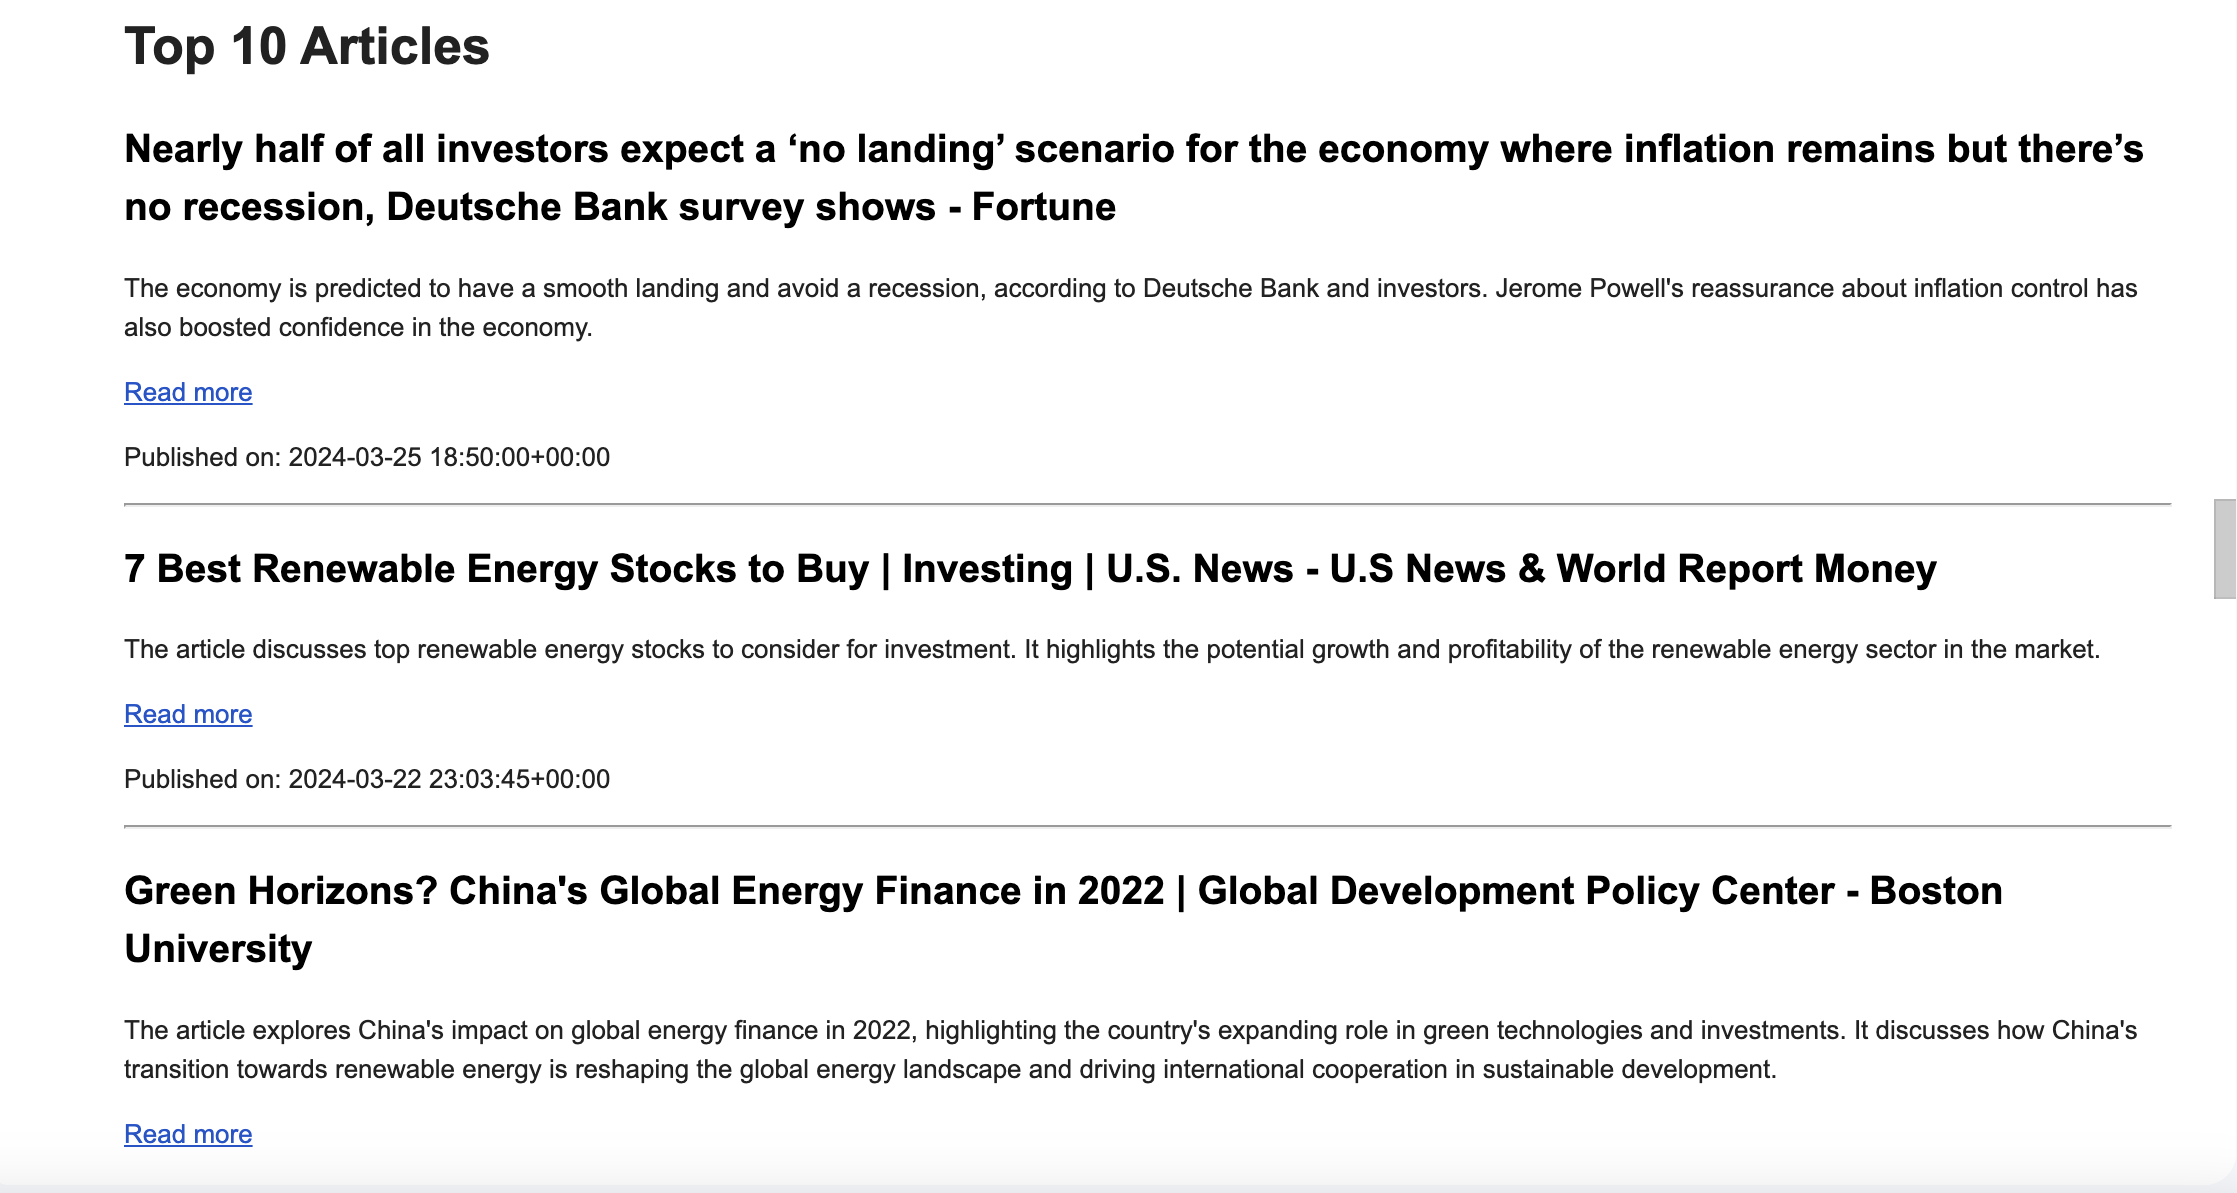 Top 10 Articles
Nearly half of all investors expect a ‘no landing’ scenario for the economy where inflation remains but there’s
no recession, Deutsche Bank survey shows - Fortune
The economy is predicted to have a smooth landing and avoid a recession, according to Deutsche Bank and investors. Jerome Powell's reassurance about inflation control has
also boosted confidence in the economy.
Read more
Published on: 2024-03-25 18:50:00+00:00
7 Best Renewable Energy Stocks to Buy | Investing | U.S. News - U.S News & World Report Money
The article discusses top renewable energy stocks to consider for investment. It highlights the potential growth and profitability of the renewable energy sector in the market.
Read more
Published on: 2024-03-22 23:03:45+00:00
Green Horizons? China's Global Energy Finance in 2022 | Global Development Policy Center - Boston
University
The article explores China's impact on global energy finance in 2022, highlighting the country's expanding role in green technologies and investments. It discusses how China's
transition towards renewable energy is reshaping the global energy landscape and driving international cooperation in sustainable development.
Read more